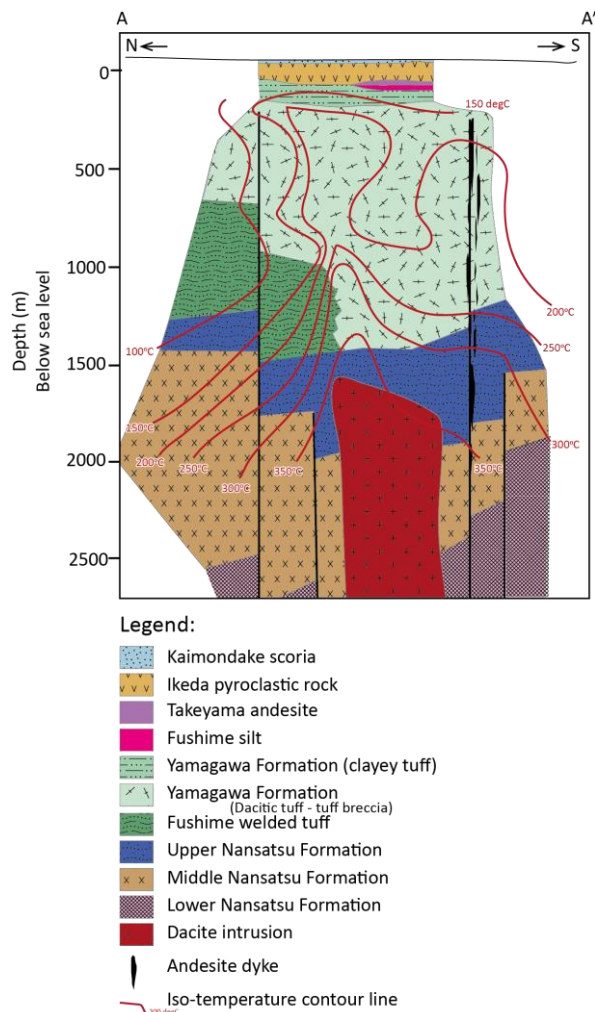 A
A'
N
S
0
500
1000
1500
2000
2500
Depth (m)
Below sea level
150 degC
200°C
250°C
100°C
150°C
200°C
250°C
300°C
350°C
350°C
300°C
Legend:
Kaimondake scoria
Ikeda pyroclastic rock
Takeyama andesite
Fushime silt
Yamagawa Formation (clayey tuff)
Yamagawa Formation
(Dacitic tuff - tuff breccia)
Fushime welded tuff
Upper Nansatsu Formation
Middle Nansatsu Formation
Lower Nansatsu Formation
Dacite intrusion
Andesite dyke
Iso-temperature contour line
200 degC